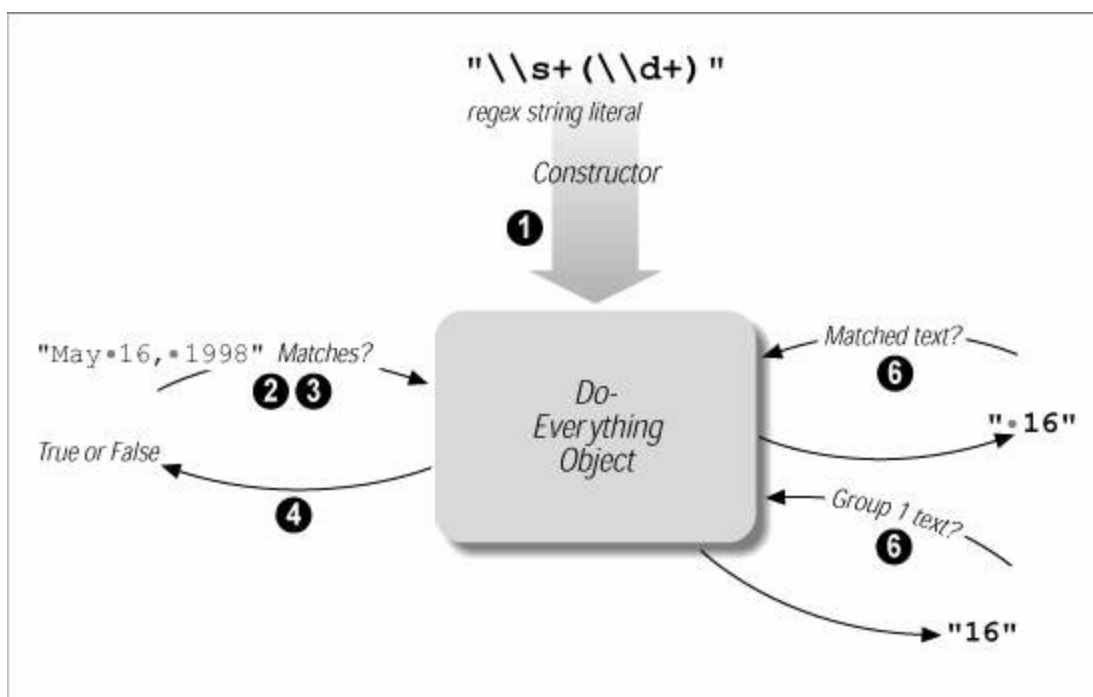 "\\s+(\\d+)"
regex string literal
Constructor
1
"May•16,•1998" Matches?
2 3
True or False
4
Do-
Everything
Object
Matched text?
6
"•16"
Group 1 text?
6
"16"